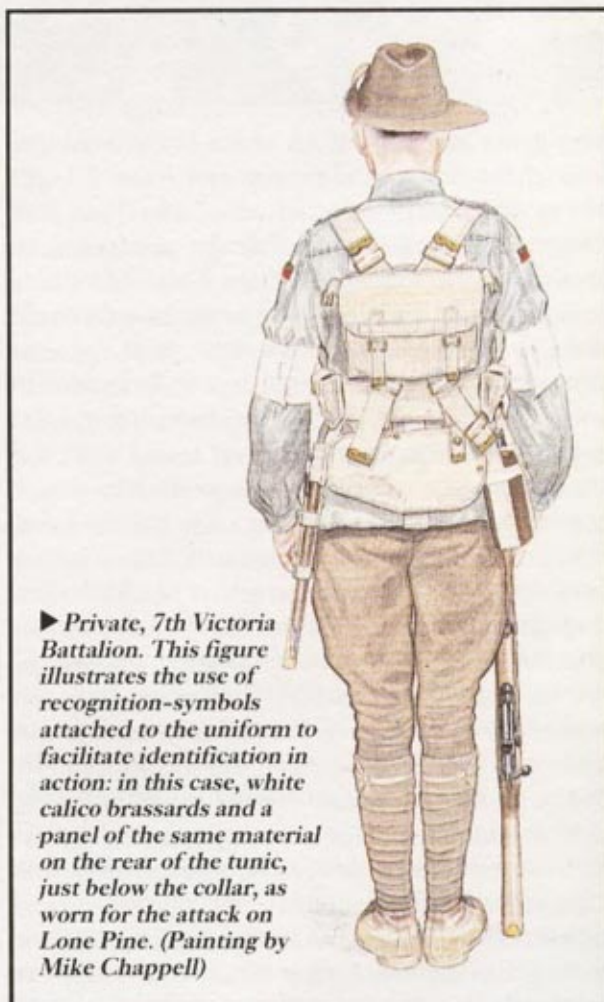 ▶ Private, 7th Victoria
Battalion. This figure
illustrates the use of
recognition-symbols
attached to the uniform to
facilitate identification in
action: in this case, white
calico brassards and a
panel of the same material
on the rear of the tunic,
just below the collar, as
worn for the attack on
Lone Pine. (Painting by
Mike Chappell)